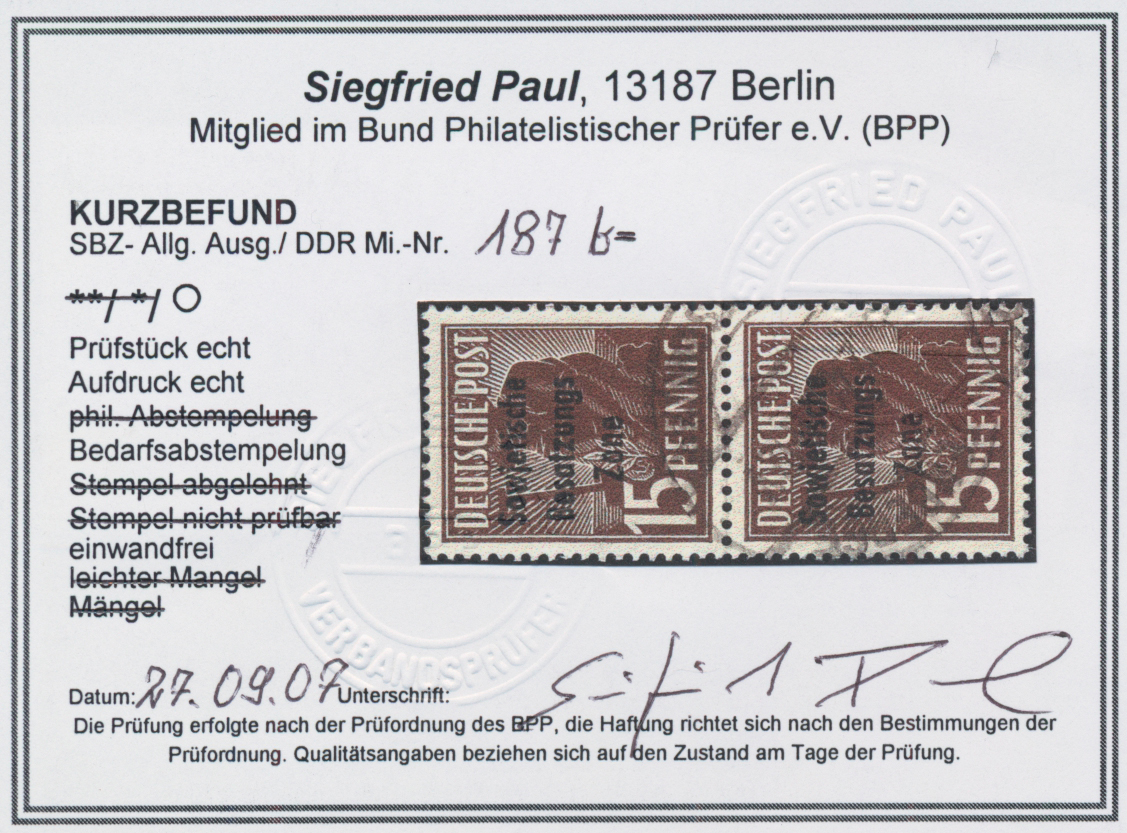 Siegfried Paul, 13187 Berlin
Mitglied im Bund Philatelistischer Prüfer e.V. (BPP)
SIEGFRIED PAUL
KURZBEFUND
SBZ- Allg. Ausg./ DDR Mi.-Nr. 187 b=
**/ */ O
Prüfstück echt
Aufdruck echt
phil. Abstempelung
Bedarfsabstempelung
Stempel abgelehnt
Stempel nicht prüfbar
einwandfrei
leichter Mangel
Mängel
DEUTSCHE POST
Sowjetische
Besatzungs
Zone
15 PFENNIG
DEUTSCHE POST
Sowjetische
Besatzungs
Zone
15 PFENNIG
VERBANDSPRÜFER
Datum: 27.09.07 Unterschrift:
Die Prüfung erfolgte nach der Prüfordnung des BPP, die Haftung richtet sich nach den Bestimmungen der
Prüfordnung. Qualitätsangaben beziehen sich auf den Zustand am Tage der Prüfung.